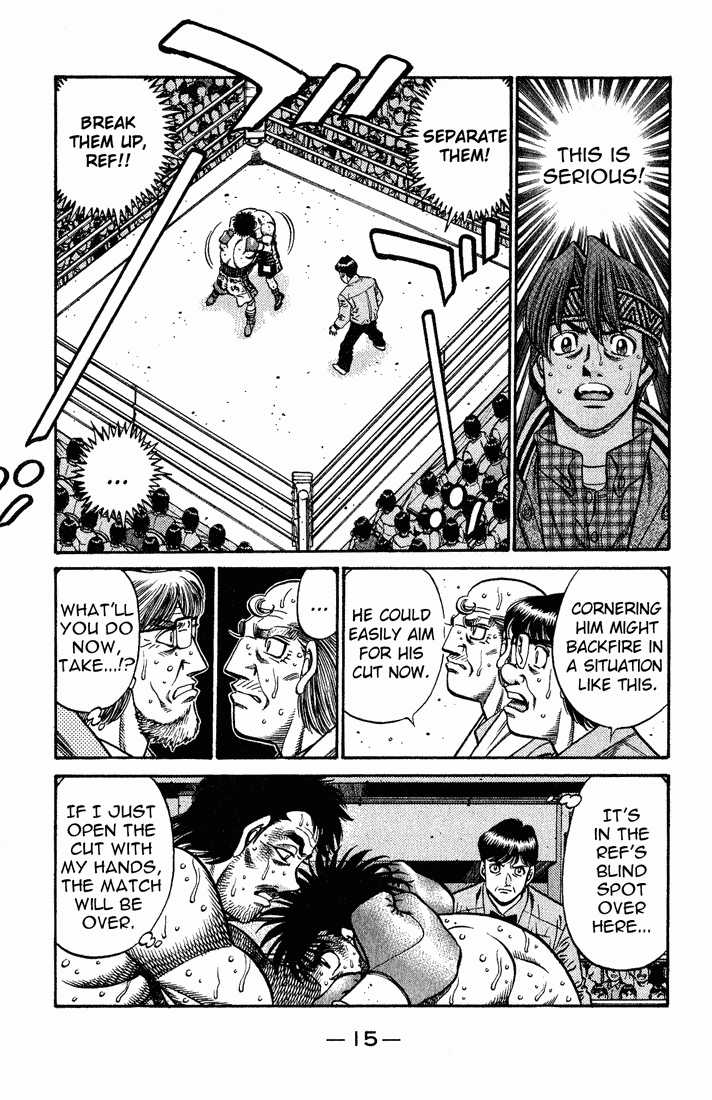 THIS IS
SERIOUS!
SEPARATE
THEM!
BREAK
THEM UP,
REF!!
...
CORNERING
HIM MIGHT
BACKFIRE IN
A SITUATION
LIKE THIS.
HE COULD
EASILY AIM
FOR HIS
CUT NOW.
...
WHAT'LL
YOU DO
NOW,
TAKE...!?
IT'S
IN THE
REF'S
BLIND
SPOT
OVER
HERE...
IF I JUST
OPEN THE
CUT WITH
MY HANDS,
THE MATCH
WILL BE
OVER.
—15—